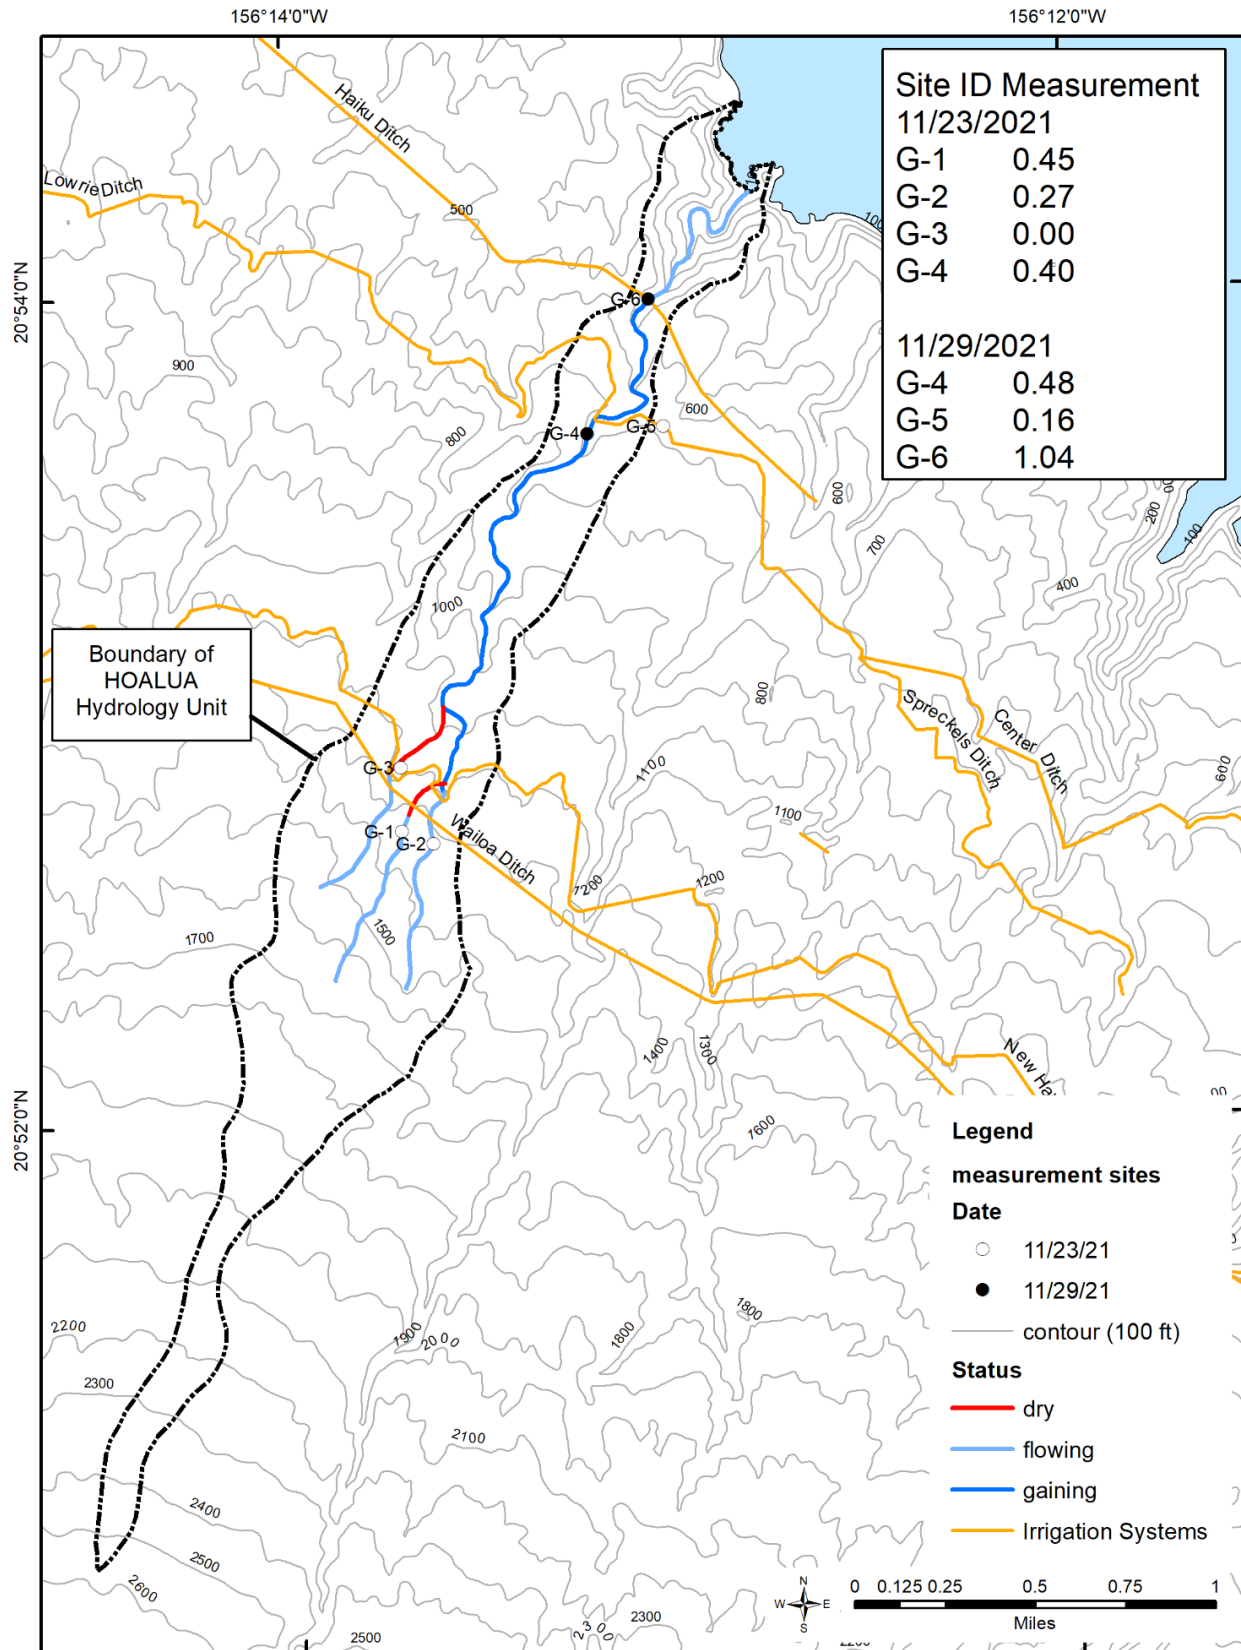 156°14'0"W
156°12'0"W
Site ID Measurement
11/23/2021
G-1 0.45
G-2 0.27
G-3 0.00
G-4 0.40
11/29/2021
G-4 0.48
G-5 0.16
G-6 1.04
Haiku Ditch
Lowrie Ditch
500
100
20°54'0"N
G-6
900
600
G-5
G-4
800
600
200
100
700
400
1000
Boundary of
HOALUA
Hydrology Unit
800
Spreckels Ditch
Center Ditch
600
1100
G-3
1100
G-1
G-2
Wailoa Ditch
1200
1200
1500
1700
1400
1300
New Ha
00
20°52'0"N
1600
Legend
measurement sites
Date
11/23/21
11/29/21
contour (100 ft)
Status
dry
flowing
gaining
Irrigation Systems
1800
1900
2000
1800
2200
2300
2100
2400
2500
2600
2300
2300
2500
2200
N
W E
S
0 0.125 0.25 0.5 0.75 1
Miles